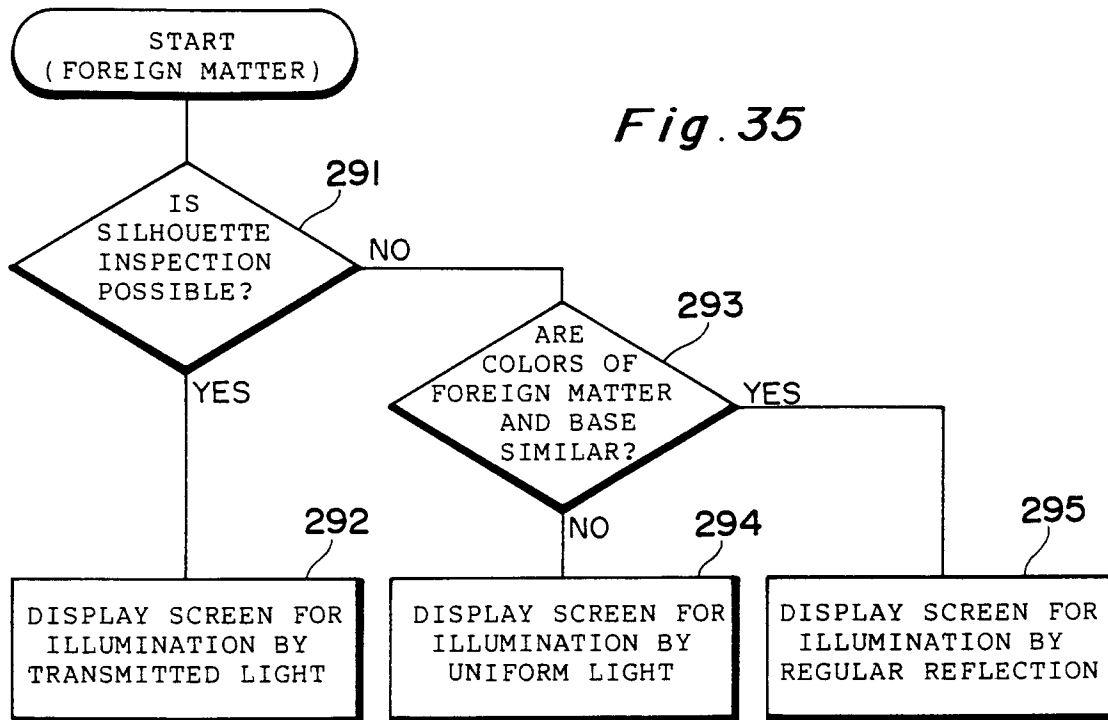 START
(FOREIGN MATTER)
Fig. 35
291
IS
SILHOUETTE
INSPECTION
POSSIBLE?
NO
YES
293
ARE
COLORS OF
FOREIGN MATTER
AND BASE
SIMILAR?
YES
NO
292
DISPLAY SCREEN FOR
ILLUMINATION BY
TRANSMITTED LIGHT
294
DISPLAY SCREEN FOR
ILLUMINATION BY
UNIFORM LIGHT
295
DISPLAY SCREEN FOR
ILLUMINATION BY
REGULAR REFLECTION